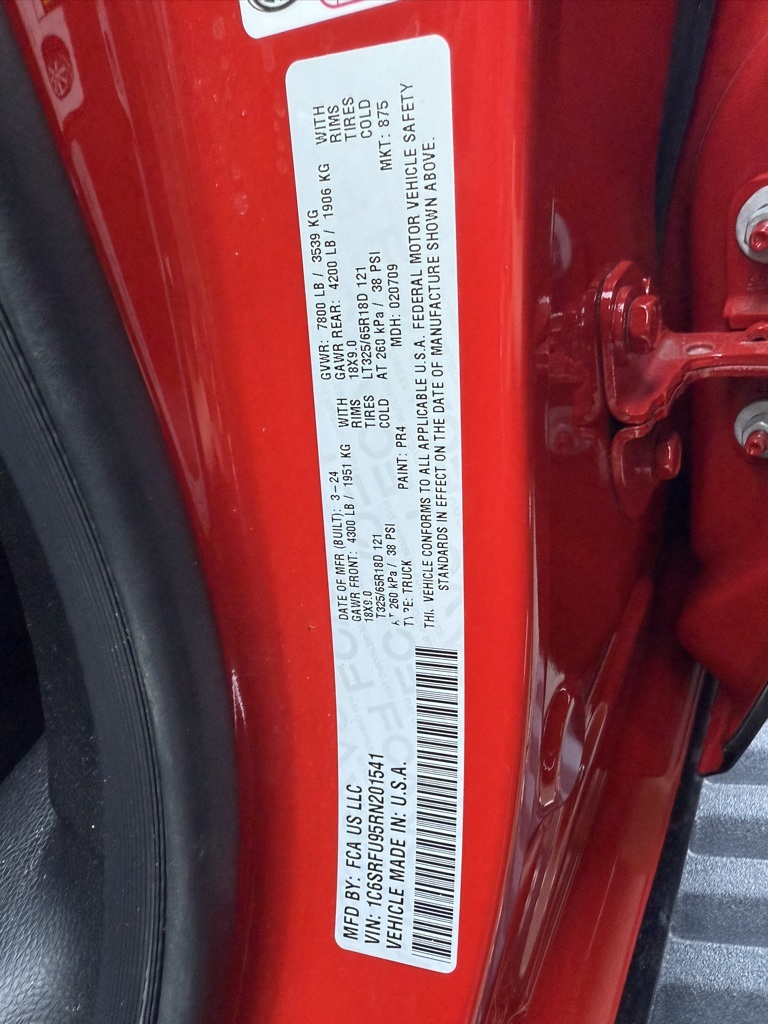 MFD BY: FCA US LLC
VIN: 1C6SRFU95RN201541
VEHICLE MADE IN: U.S.A.
DATE OF MFR (BUILT): 3-24
GAWR FRONT: 4300 LB / 1951 KG WITH
18X9.0 RIMS
T325/65R18D 121 TIRES
AT 260 kPa / 38 PSI COLD
TYPE: TRUCK PAINT: PR4
GVWR: 7800 LB / 3539 KG
GAWR REAR: 4200 LB / 1906 KG WITH
18X9.0 RIMS
LT325/65R18D 121 TIRES
AT 260 kPa / 38 PSI COLD
MDH: 020709 MKT: 875
VEHICLE CONFORMS TO ALL APPLICABLE U.S.A. FEDERAL MOTOR VEHICLE SAFETY
STANDARDS IN EFFECT ON THE DATE OF MANUFACTURE SHOWN ABOVE.